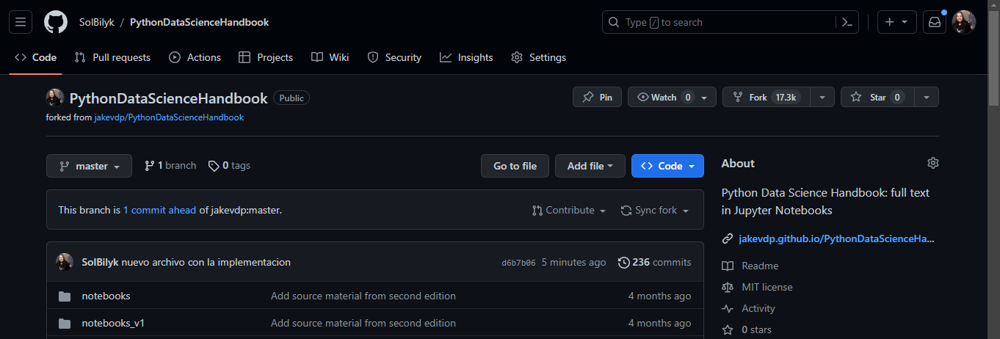 SolBilyk / PythonDataScienceHandbook Type / to search
Code Pull requests Actions Projects Wiki Security Insights Settings
PythonDataScienceHandbook Public Pin Watch 0 Fork 17.3k Star 0
forked from jakevdp/PythonDataScienceHandbook
master 1 branch 0 tags Go to file Add file Code
This branch is 1 commit ahead of jakevdp:master. Contribute Sync fork
SolBilyk nuevo archivo con la implementacion d6b7b06 5 minutes ago 236 commits
notebooks Add source material from second edition 4 months ago
notebooks_v1 Add source material from second edition 4 months ago
About
Python Data Science Handbook: full text
in Jupyter Notebooks
jakevdp.github.io/PythonDataScienceHa...
Readme
MIT license
Activity
0 stars